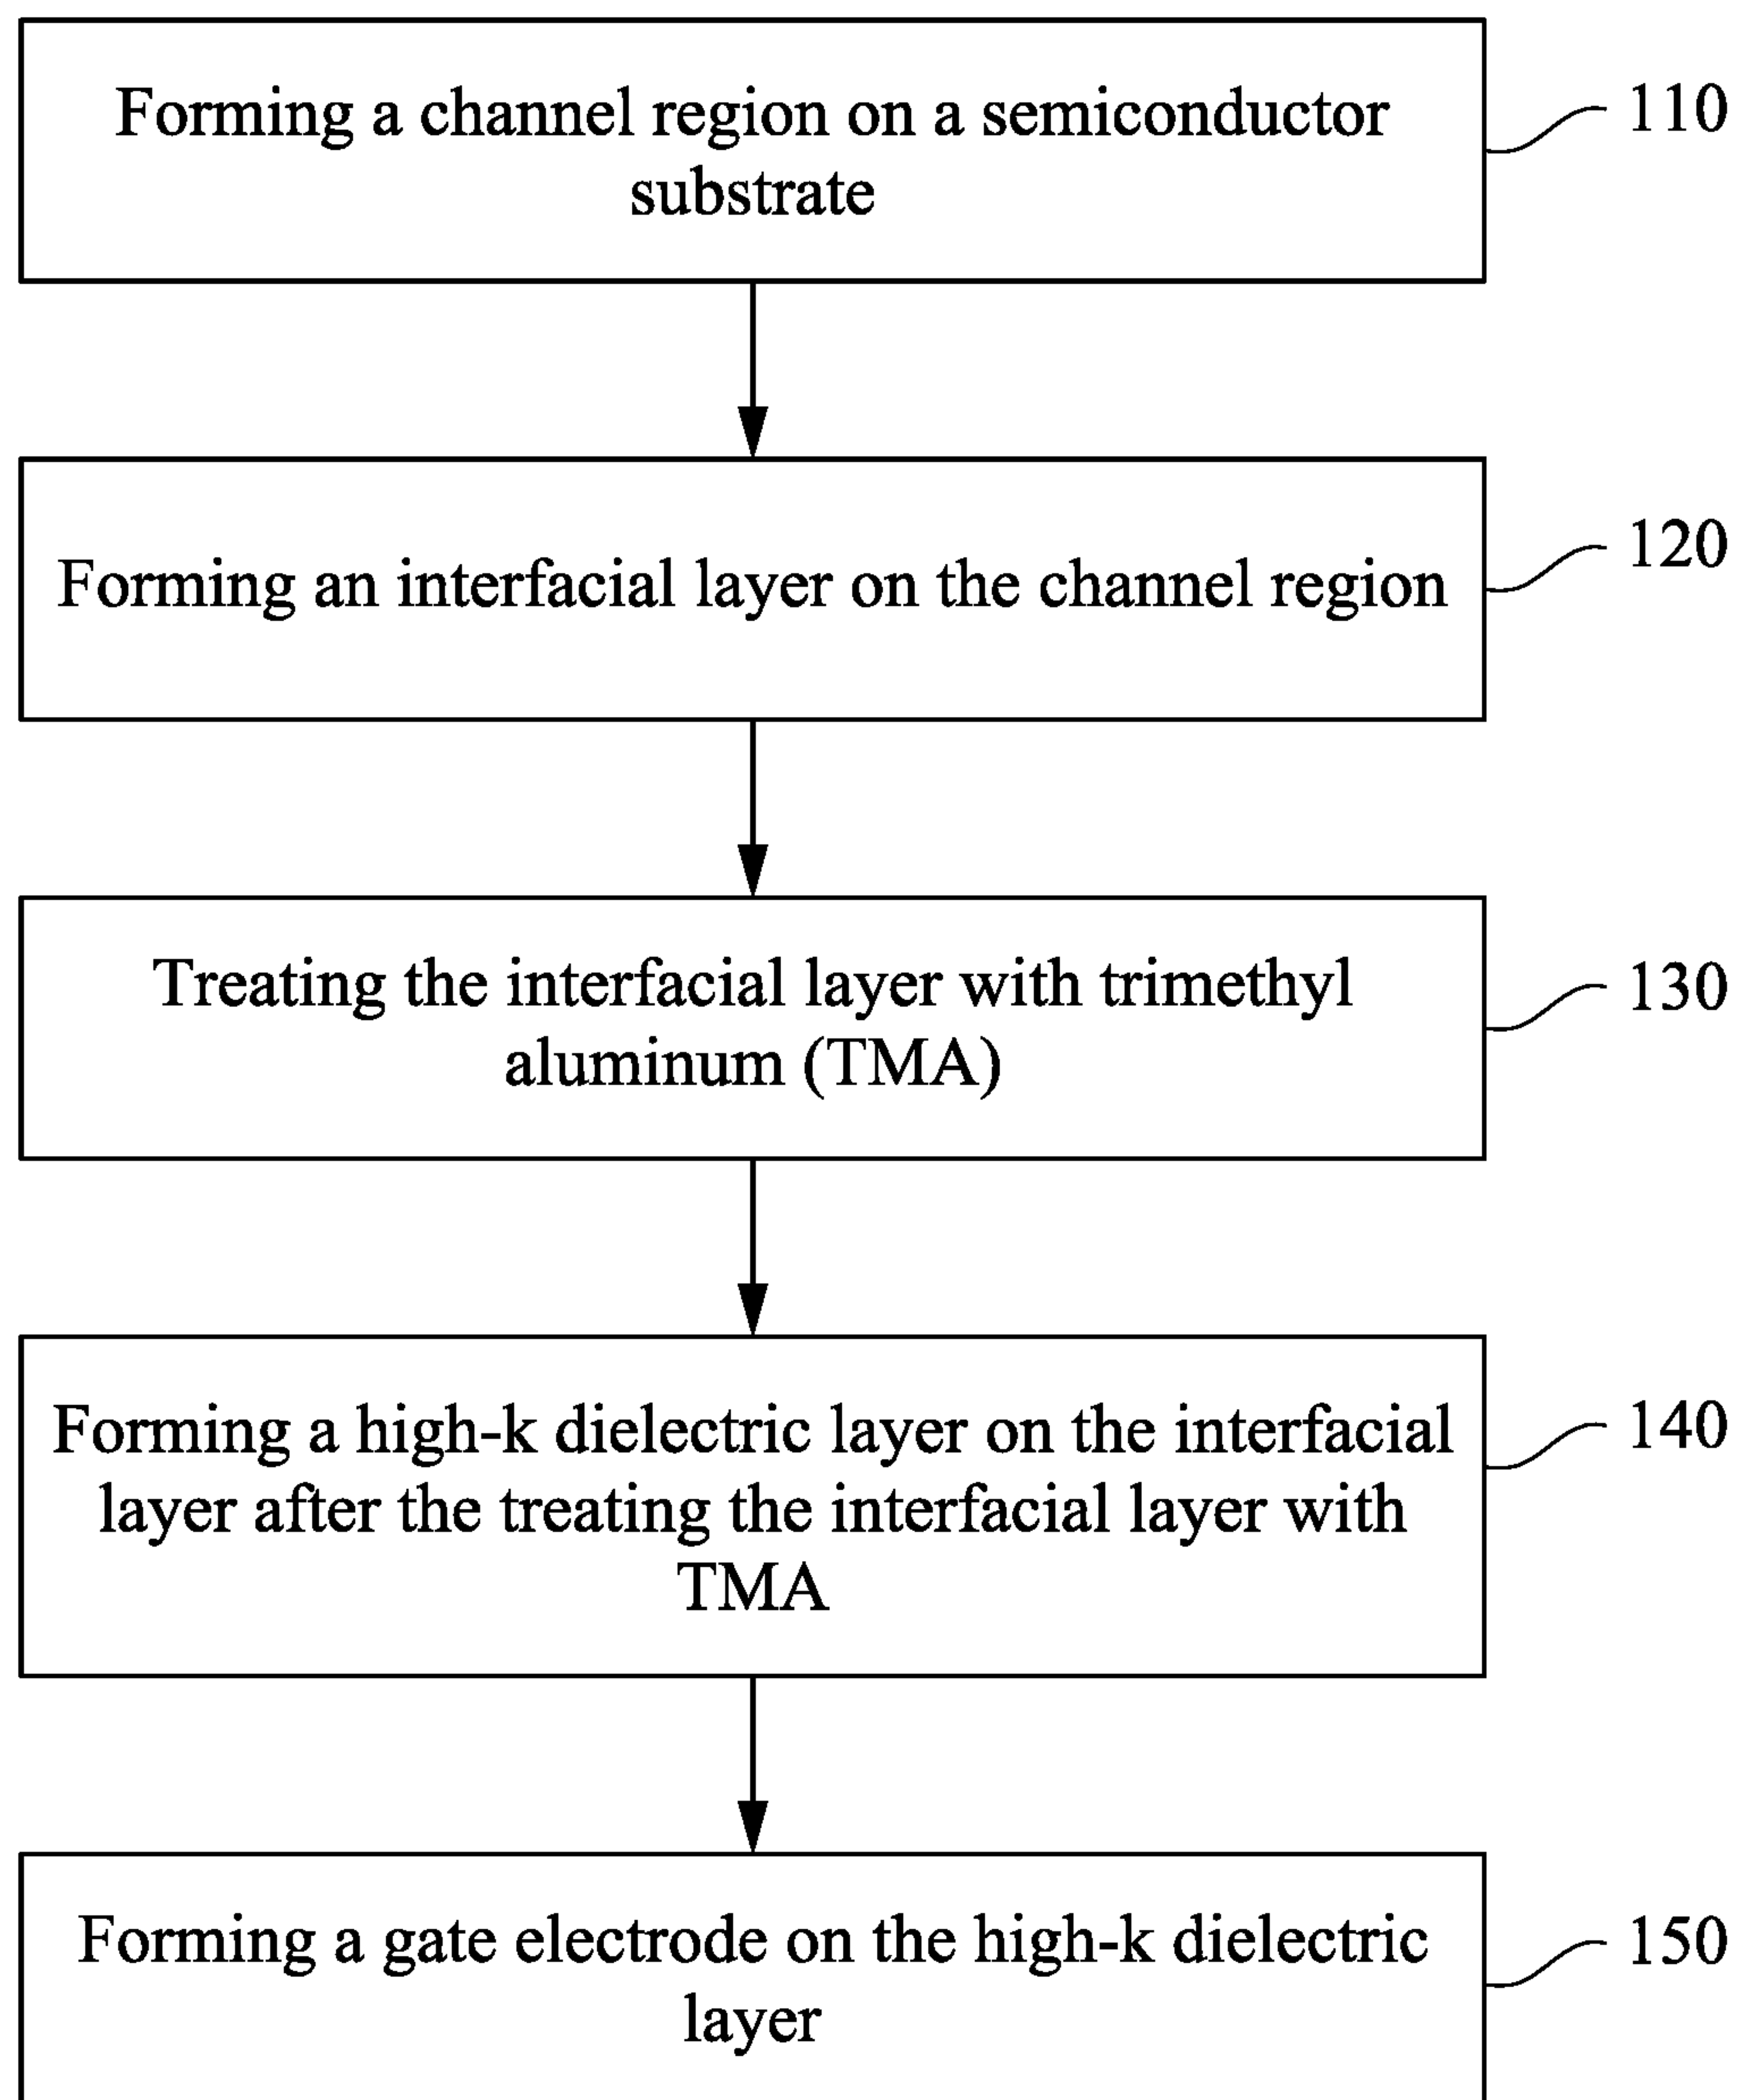 Forming a channel region on a semiconductor
substrate
110
Forming an interfacial layer on the channel region
120
Treating the interfacial layer with trimethyl
aluminum (TMA)
130
Forming a high-k dielectric layer on the interfacial
layer after the treating the interfacial layer with
TMA
140
Forming a gate electrode on the high-k dielectric
layer
150